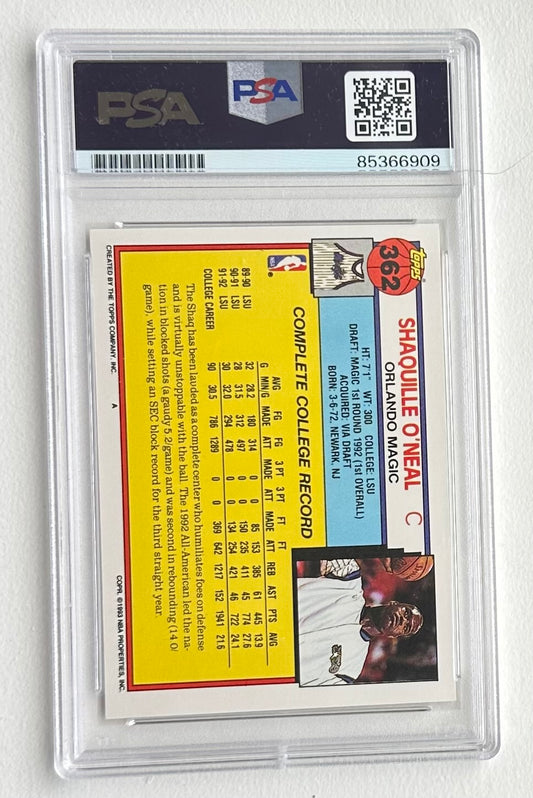 PSA
PSA
85366909
Topps®
362
SHAQUILLE O'NEAL C
ORLANDO MAGIC
HT: 7'1" WT: 300 COLLEGE: LSU
DRAFT: MAGIC 1st ROUND 1992 (1st OVERALL)
ACQUIRED: VIA DRAFT
BORN: 3-6-72, NEWARK, NJ
NBA ®
COMPLETE COLLEGE RECORD
AVG FG FG 3 PT 3 PT FT FT
G MIN/G MADE ATT MADE ATT MADE ATT REB AST PTS AVG
89-90 LSU 32 28.2 180 314 0 0 85 153 385 61 445 13.9
90-91 LSU 28 31.5 312 497 150 235 411 45 774 27.6
91-92 LSU 30 32.0 294 478 134 254 421 46 722 24.1
COLLEGE CAREER 90 30.5 786 1289 0 0 369 642 1217 152 1941 21.6
The Shaq has been lauded as a complete center who humiliates foes on defense
and is virtually unstoppable with the ball. The 1992 All-American led the na-
tion in blocked shots (a gaudy 5.2/game) and was second in rebounding (14.0/
game), while setting an SEC block record for the third straight year.
CREATED BY THE TOPPS COMPANY, INC. A COPR. ©1993 NBA PROPERTIES, INC.